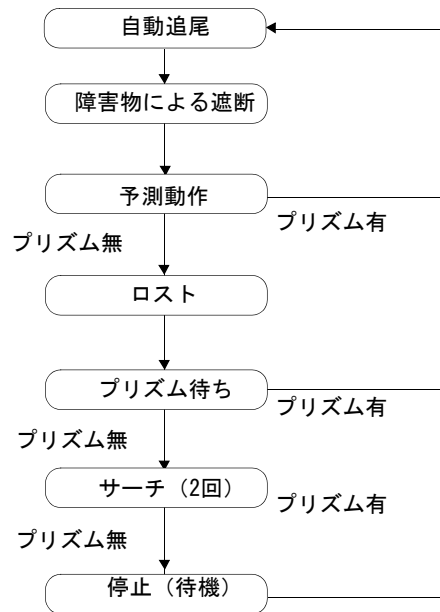 自動追尾
障害物による遮断
予測動作
プリズム有
プリズム無
ロスト
プリズム待ち
プリズム有
プリズム無
サーチ（2回）
プリズム有
プリズム無
停止（待機）